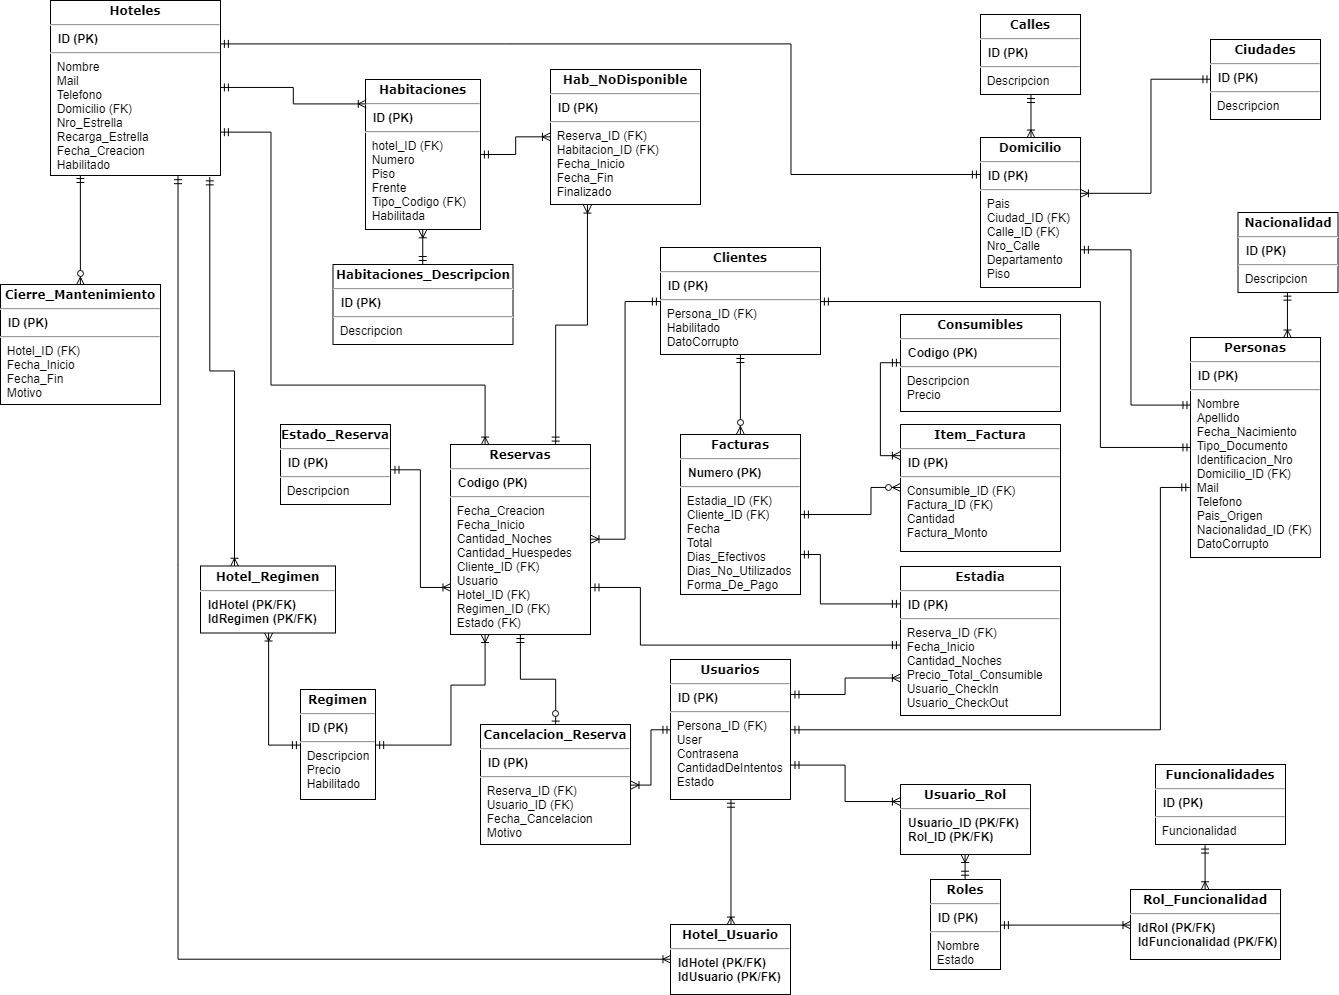 Hoteles
ID (PK)
Nombre
Mail
Telefono
Domicilio (FK)
Nro_Estrella
Recarga_Estrella
Fecha_Creacion
Habilitado
Habitaciones
ID (PK)
hotel_ID (FK)
Numero
Piso
Frente
Tipo_Codigo (FK)
Habilitada
Hab_NoDisponible
ID (PK)
Reserva_ID (FK)
Habitacion_ID (FK)
Fecha_Inicio
Fecha_Fin
Finalizado
Calles
ID (PK)
Descripcion
Ciudades
ID (PK)
Descripcion
Domicilio
ID (PK)
Pais
Ciudad_ID (FK)
Calle_ID (FK)
Nro_Calle
Departamento
Piso
Nacionalidad
ID (PK)
Descripcion
Cierre_Mantenimiento
ID (PK)
Hotel_ID (FK)
Fecha_Inicio
Fecha_Fin
Motivo
Habitaciones_Descripcion
ID (PK)
Descripcion
Clientes
ID (PK)
Persona_ID (FK)
Habilitado
DatoCorrupto
Consumibles
Codigo (PK)
Descripcion
Precio
Personas
ID (PK)
Nombre
Apellido
Fecha_Nacimiento
Tipo_Documento
Identificacion_Nro
Domicilio_ID (FK)
Mail
Telefono
Pais_Origen
Nacionalidad_ID (FK)
DatoCorrupto
Estado_Reserva
ID (PK)
Descripcion
Reservas
Codigo (PK)
Fecha_Creacion
Fecha_Inicio
Cantidad_Noches
Cantidad_Huespedes
Cliente_ID (FK)
Usuario
Hotel_ID (FK)
Regimen_ID (FK)
Estado (FK)
Facturas
Numero (PK)
Estadia_ID (FK)
Cliente_ID (FK)
Fecha
Total
Dias_Efectivos
Dias_No_Utilizados
Forma_De_Pago
Item_Factura
ID (PK)
Consumible_ID (FK)
Factura_ID (FK)
Cantidad
Factura_Monto
Hotel_Regimen
IdHotel (PK/FK)
IdRegimen (PK/FK)
Estadia
ID (PK)
Reserva_ID (FK)
Fecha_Inicio
Cantidad_Noches
Precio_Total_Consumible
Usuario_CheckIn
Usuario_CheckOut
Regimen
ID (PK)
Descripcion
Precio
Habilitado
Cancelacion_Reserva
ID (PK)
Reserva_ID (FK)
Usuario_ID (FK)
Fecha_Cancelacion
Motivo
Usuarios
ID (PK)
Persona_ID (FK)
User
Contrasena
CantidadDeIntentos
Estado
Usuario_Rol
Usuario_ID (PK/FK)
Rol_ID (PK/FK)
Funcionalidades
ID (PK)
Funcionalidad
Roles
ID (PK)
Nombre
Estado
Rol_Funcionalidad
IdRol (PK/FK)
IdFuncionalidad (PK/FK)
Hotel_Usuario
IdHotel (PK/FK)
IdUsuario (PK/FK)